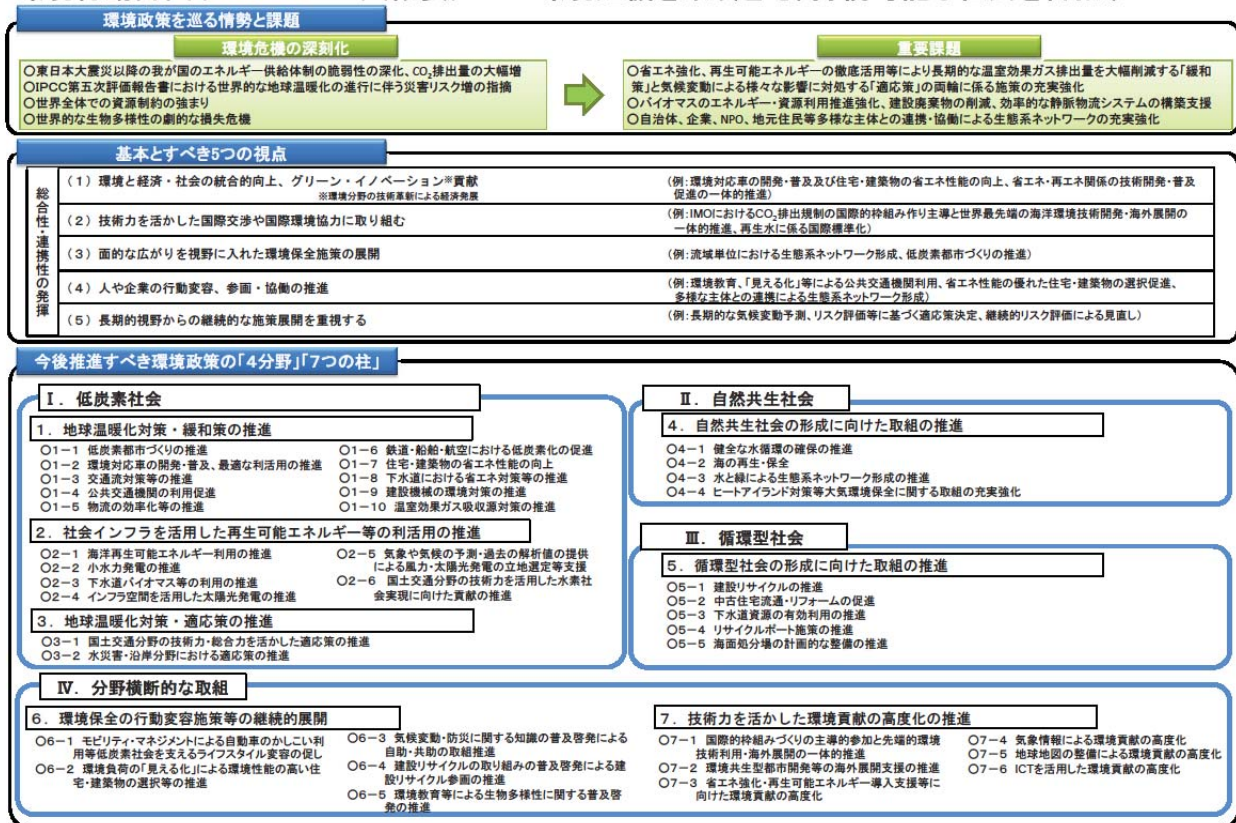 環境政策を巡る情勢と課題
環境危機の深刻化
○東日本大震災以降の我が国のエネルギー供給体制の脆弱性の深化、CO₂排出量の大幅増
○IPCC第五次評価報告書における世界的な地球温暖化の進行に伴う災害リスク増の指摘
○世界全体での資源制約の強まり
○世界的な生物多様性の劇的な損失危機
重要課題
○省エネ強化、再生可能エネルギーの徹底活用等により長期的な温室効果ガス排出量を大幅削減する「緩和
策」と気候変動による様々な影響に対処する「適応策」の両輪に係る施策の充実強化
○バイオマスのエネルギー・資源利用推進強化、建設廃棄物の削減、効率的な静脈物流システムの構築支援
○自治体、企業、NPO、地元住民等多様な主体との連携・協働による生態系ネットワークの充実強化
基本とすべき5つの視点
総合性・連携性の発揮
(1)環境と経済・社会の統合的向上、グリーン・イノベーション※貢献
※環境分野の技術革新による経済発展
(例:環境対応車の開発・普及及び住宅・建築物の省エネ性能の向上、省エネ・再エネ関係の技術開発・普及
促進の一体的推進)
(2)技術力を活かした国際交渉や国際環境協力に取り組む
(例:IMOにおけるCO₂排出規制の国際的枠組み作り主導と世界最先端の海洋環境技術開発・海外展開の
一体的推進、再生水に係る国際標準化)
(3)面的な広がりを視野に入れた環境保全施策の展開
(例:流域単位における生態系ネットワーク形成、低炭素都市づくりの推進)
(4)人や企業の行動変容、参画・協働の推進
(例:環境教育、「見える化」等による公共交通機関利用、省エネ性能の優れた住宅・建築物の選択促進、
多様な主体との連携による生態系ネットワーク形成)
(5)長期的視野からの継続的な施策展開を重視する
(例:長期的な気候変動予測、リスク評価等に基づく適応策決定、継続的リスク評価による見直し)
今後推進すべき環境政策の「4分野」「7つの柱」
Ⅰ.低炭素社会
1.地球温暖化対策・緩和策の推進
○1-1 低炭素都市づくりの推進
○1-2 環境対応車の開発・普及、最適な利活用の推進
○1-3 交通流対策等の推進
○1-4 公共交通機関の利用促進
○1-5 物流の効率化等の推進
○1-6 鉄道・船舶・航空における低炭素化の促進
○1-7 住宅・建築物の省エネ性能の向上
○1-8 下水道における省エネ対策等の推進
○1-9 建設機械の環境対策の推進
○1-10 温室効果ガス吸収源対策の推進
2.社会インフラを活用した再生可能エネルギー等の利活用の推進
○2-1 海洋再生可能エネルギー利用の推進
○2-2 小水力発電の推進
○2-3 下水道バイオマス等の利用の推進
○2-4 インフラ空間を活用した太陽光発電の推進
○2-5 気象や気候の予測・過去の解析値の提供
による風力・太陽光発電の立地選定等支援
○2-6 国土交通分野の技術力を活用した水素社
会実現に向けた貢献の推進
3.地球温暖化対策・適応策の推進
○3-1 国土交通分野の技術力・総合力を活かした適応策の推進
○3-2 水災害・沿岸分野における適応策の推進
Ⅱ.自然共生社会
4.自然共生社会の形成に向けた取組の推進
○4-1 健全な水循環の確保の推進
○4-2 海の再生・保全
○4-3 水と緑による生態系ネットワーク形成の推進
○4-4 ヒートアイランド対策等大気環境保全に関する取組の充実強化
Ⅲ.循環型社会
5.循環型社会の形成に向けた取組の推進
○5-1 建設リサイクルの推進
○5-2 中古住宅流通・リフォームの促進
○5-3 下水道資源の有効利用の推進
○5-4 リサイクルポート施策の推進
○5-5 海面処分場の計画的な整備の推進
Ⅳ.分野横断的な取組
6.環境保全の行動変容施策等の継続的展開
○6-1 モビリティ・マネジメントによる自動車のかしこい利
用等低炭素社会を支えるライフスタイル変容の促し
○6-2 環境負荷の「見える化」による環境性能の高い住
宅・建築物の選択等の推進
○6-3 気候変動・防災に関する知識の普及啓発による
自助・共助の取組推進
○6-4 建設リサイクルの取り組みの普及啓発による建
設リサイクル参画の推進
○6-5 環境教育等による生物多様性に関する普及啓
発の推進
7.技術力を活かした環境貢献の高度化の推進
○7-1 国際的枠組みづくりの主導的参加と先端的環境
技術利用・海外展開の一体的推進
○7-2 環境共生型都市開発等の海外展開支援の推進
○7-3 省エネ強化・再生可能エネルギー導入支援等に
向けた環境貢献の高度化
○7-4 気象情報による環境貢献の高度化
○7-5 地球地図の整備による環境貢献の高度化
○7-6 ICTを活用した環境貢献の高度化